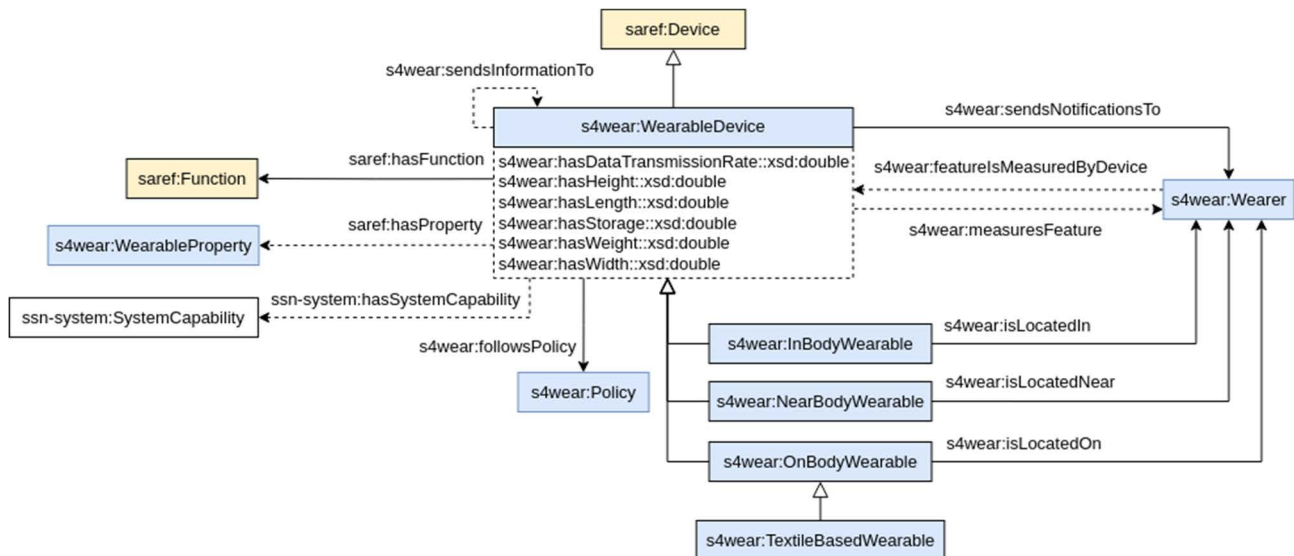 saref:Device
s4wear:sendsInformationTo
s4wear:WearableDevice
s4wear:sendsNotificationsTo
s4wear:hasDataTransmissionRate::xsd:double
s4wear:hasHeight::xsd:double
s4wear:hasLength::xsd:double
s4wear:hasStorage::xsd:double
s4wear:hasWeight::xsd:double
s4wear:hasWidth::xsd:double
saref:hasFunction
saref:Function
saref:hasProperty
s4wear:WearableProperty
ssn-system:hasSystemCapability
ssn-system:SystemCapability
s4wear:followsPolicy
s4wear:Policy
s4wear:featureIsMeasuredByDevice
s4wear:Wearer
s4wear:measuresFeature
s4wear:InBodyWearable
s4wear:isLocatedIn
s4wear:NearBodyWearable
s4wear:isLocatedNear
s4wear:OnBodyWearable
s4wear:isLocatedOn
s4wear:TextileBasedWearable